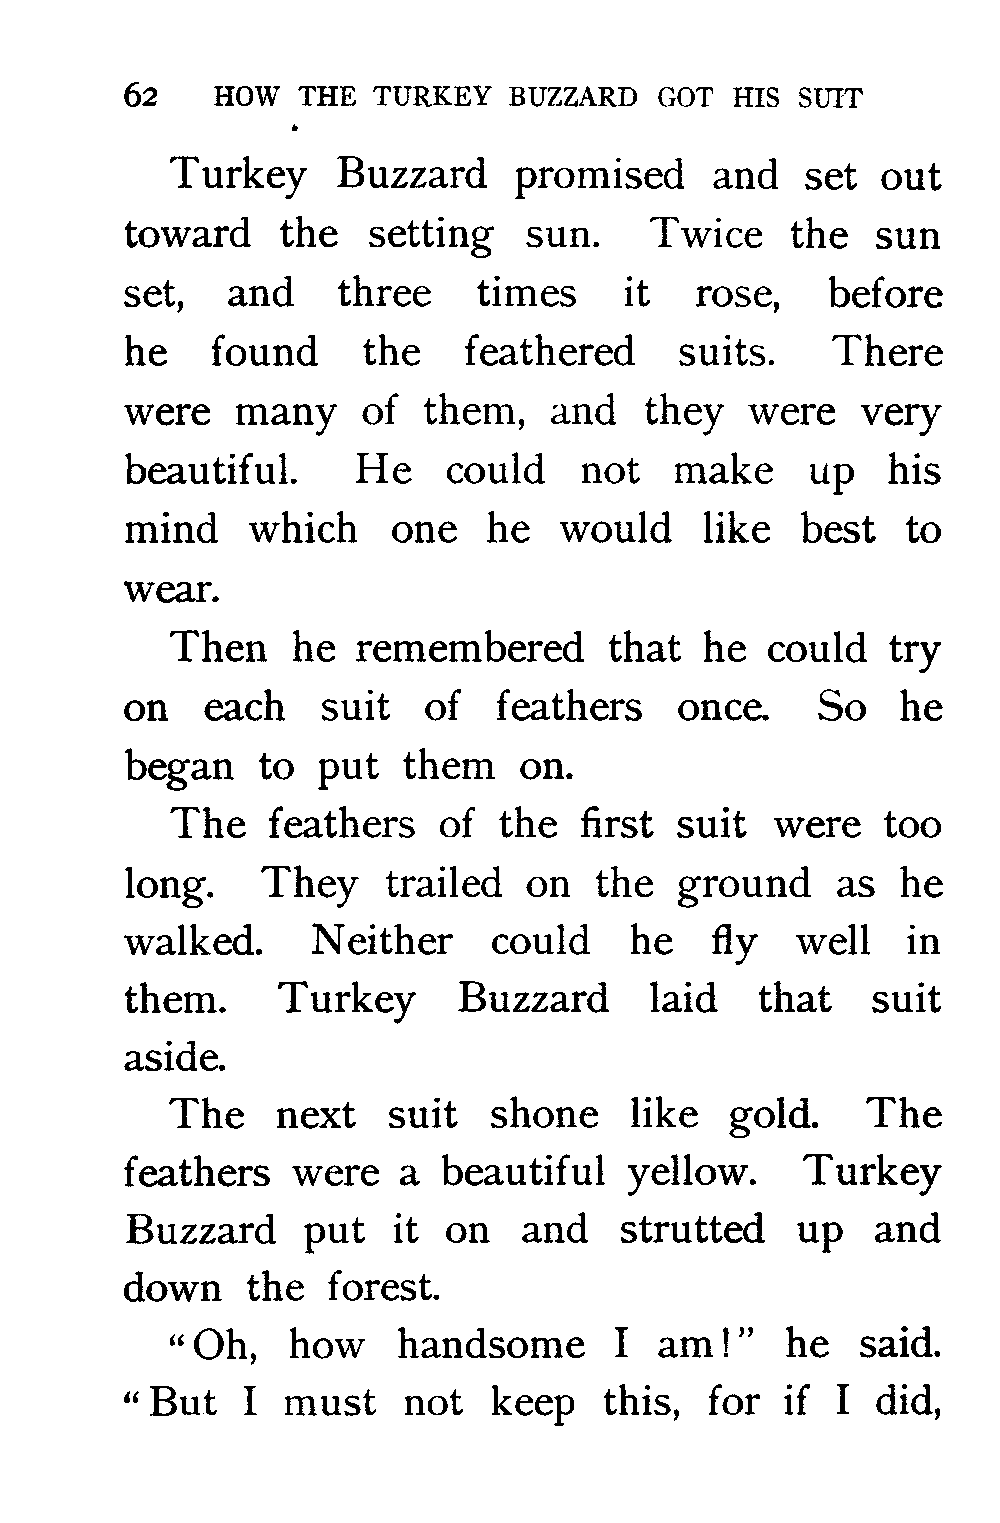 62 HOW THE TURKEY BUZZARD GOT HIS SUIT
Turkey Buzzard promised and set out
toward the setting sun. Twice the sun
set, and three times it rose, before
he found the feathered suits. There
were many of them, and they were very
beautiful. He could not make up his
mind which one he would like best to
wear.
Then he remembered that he could try
on each suit of feathers once. So he
began to put them on.
The feathers of the first suit were too
long. They trailed on the ground as he
walked. Neither could he fly well in
them. Turkey Buzzard laid that suit
aside.
The next suit shone like gold. The
feathers were a beautiful yellow. Turkey
Buzzard put it on and strutted up and
down the forest.
“Oh, how handsome I am!” he said.
“But I must not keep this, for if I did,